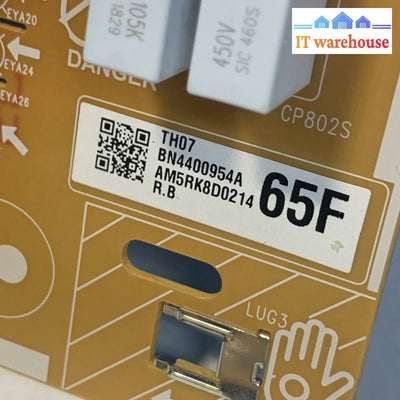 IT warehouse
105K
1829
450V
SIC 460S
EYA20
EYA24
EYA26
DANGER
CP802S
TH07
BN4400954A
AM5RK8D0214
R.B
65F
LUG3